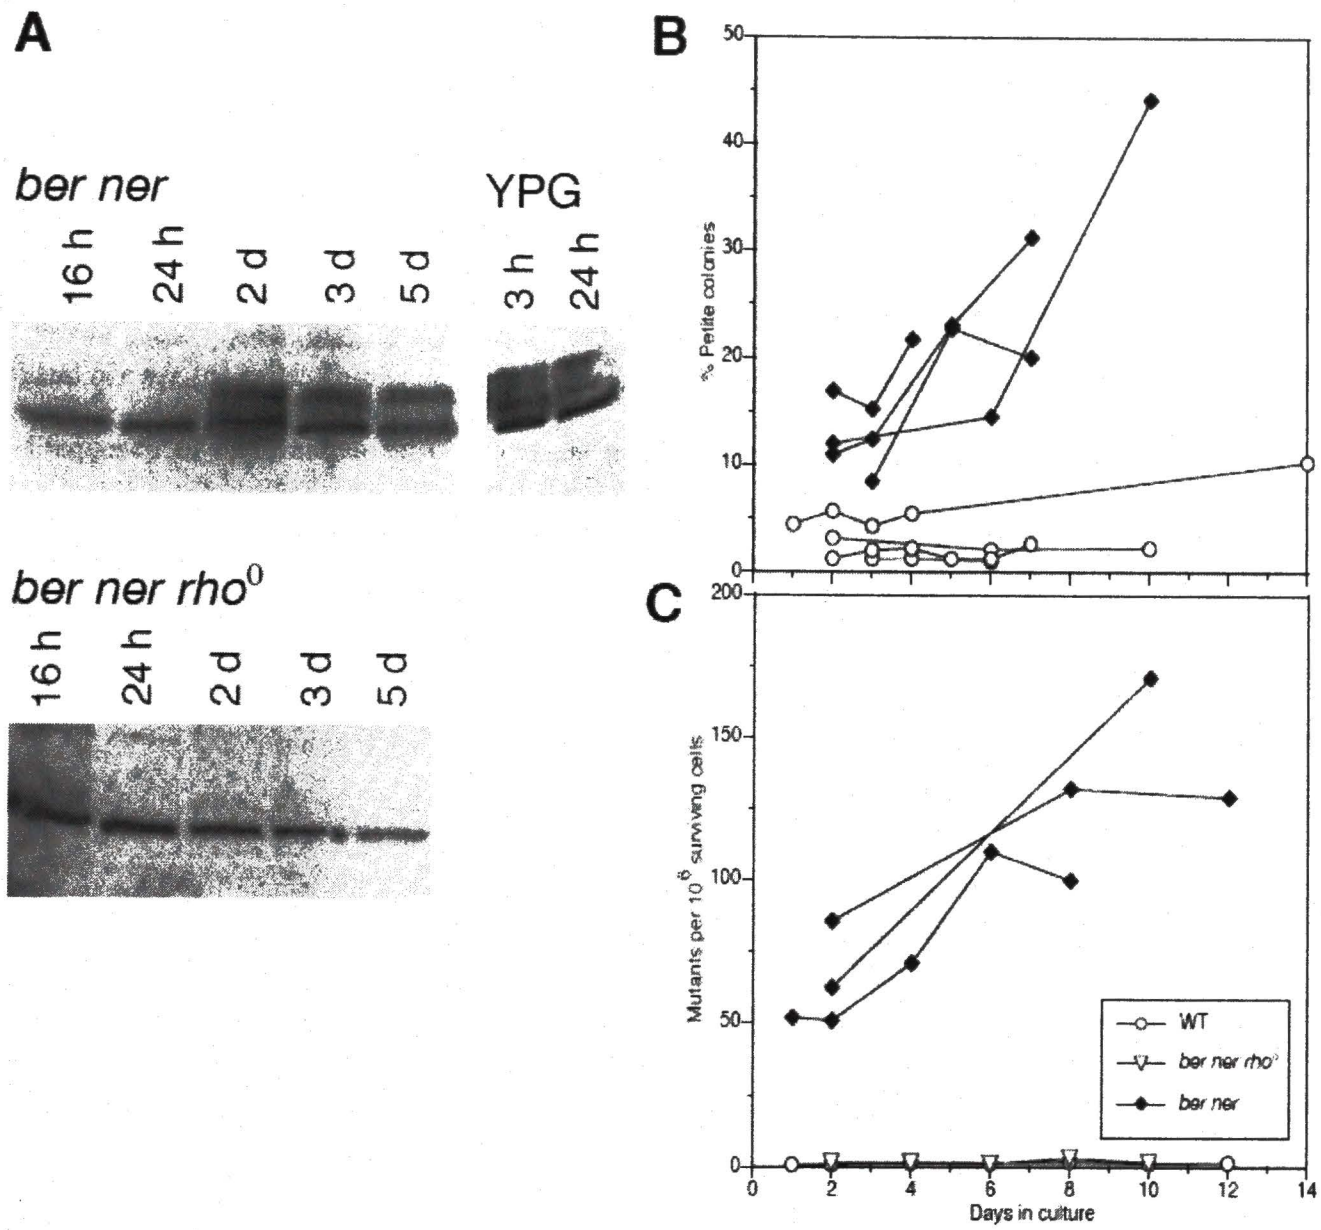 A
ber ner
YPG
16 h
24 h
2 d
3 d
5 d
3 h
24 h
ber ner rho⁰
16 h
24 h
2 d
3 d
5 d
B
50
40
30
20
10
0
% Petite colonies
C
200
150
100
50
0
Mutants per 10⁶ surviving cells
WT
ber ner rho⁰
ber ner
0 2 4 6 8 10 12 14
Days in culture